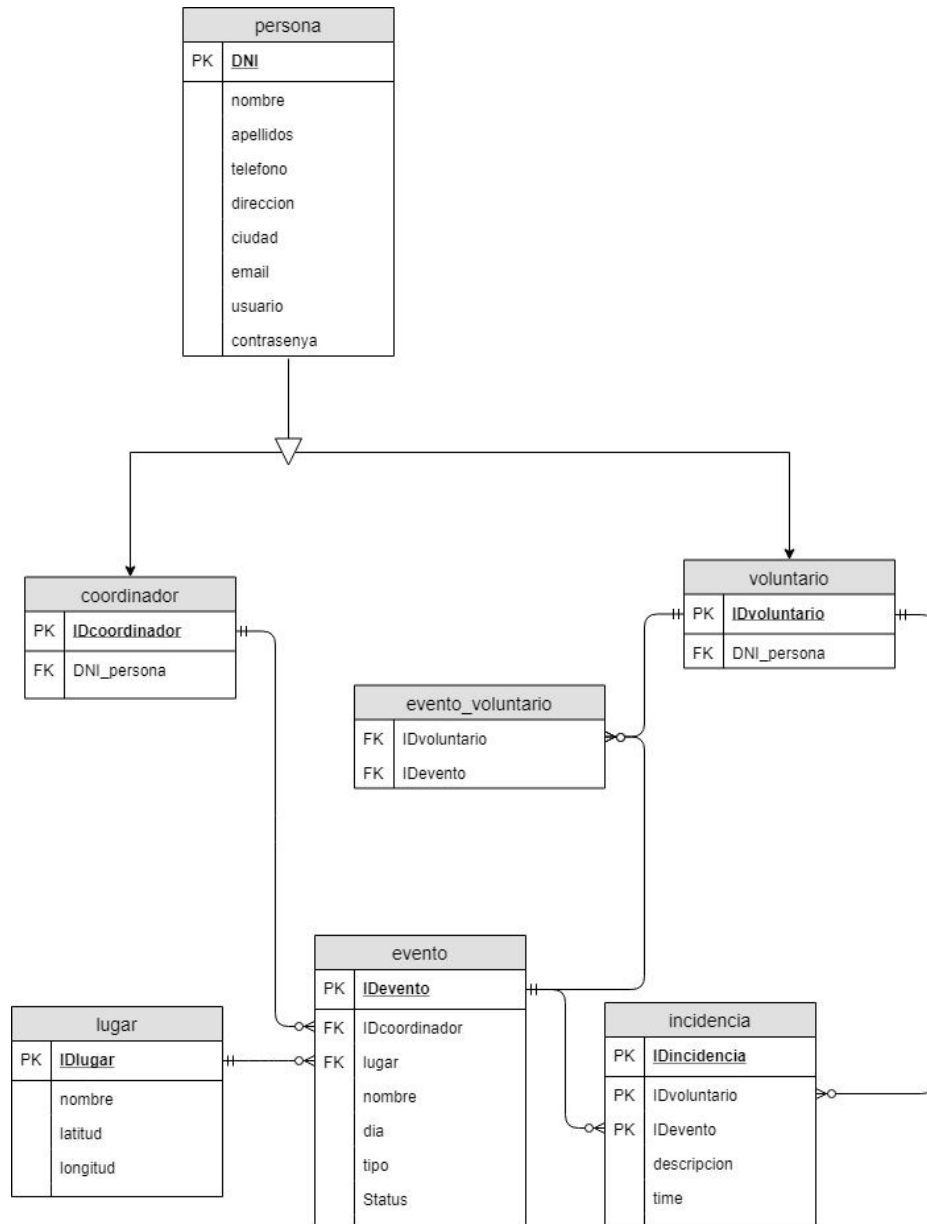 persona
PK DNI
nombre
apellidos
telefono
direccion
ciudad
email
usuario
contrasenya
coordinador
PK IDcoordinador
FK DNI_persona
voluntario
PK IDvoluntario
FK DNI_persona
evento_voluntario
FK IDvoluntario
FK IDevento
evento
PK IDevento
FK IDcoordinador
FK lugar
nombre
dia
tipo
Status
lugar
PK IDlugar
nombre
latitud
longitud
incidencia
PK IDincidencia
PK IDvoluntario
PK IDevento
descripcion
time